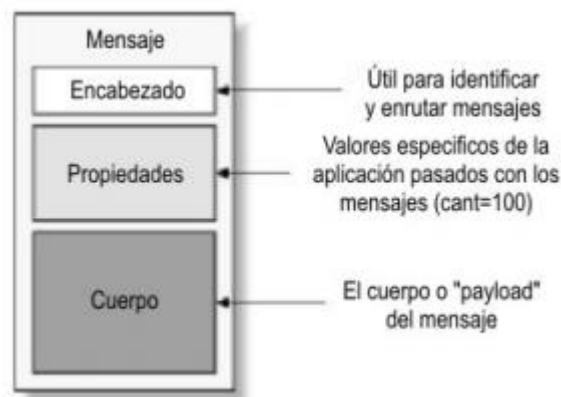 Mensaje
Encabezado
Útil para identificar
y enrutar mensajes
Propiedades
Valores especificos de la
aplicación pasados con los
mensajes (cant=100)
Cuerpo
El cuerpo o "payload"
del mensaje